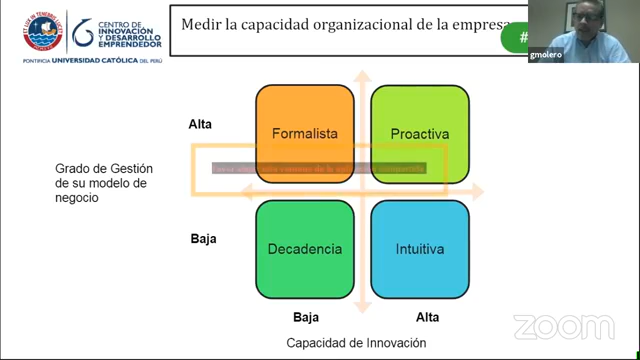 PONTIFICIA UNIVERSIDAD CATÓLICA DEL PERÚ
CENTRO DE
INNOVACIÓN
Y DESARROLLO
EMPRENDEDOR
Medir la capacidad organizacional de la empresa
#
gmolero
Alta
Formalista
Proactiva
Grado de Gestión
de su modelo de
negocio
Baja
Decadencia
Intuitiva
Baja
Alta
Capacidad de Innovación
zoom